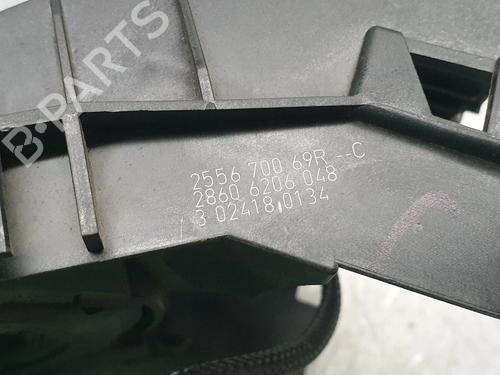 B-PARTS
2556 700 69R--C
2860 6206 048
3 02418,0134